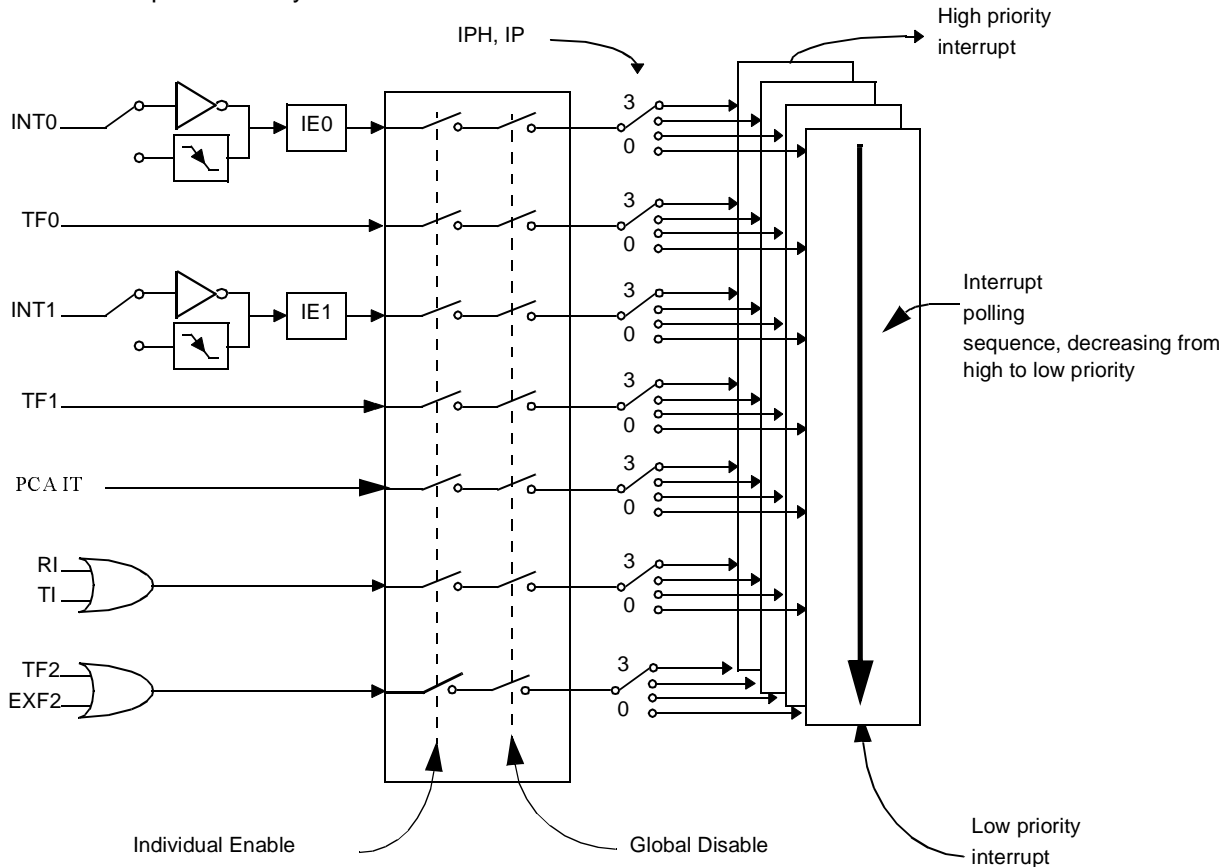 IPH, IP
High priority
interrupt
INT0
IE0
3
0
TF0
3
0
INT1
IE1
3
0
Interrupt
polling
sequence, decreasing from
high to low priority
TF1
3
0
PCA IT
3
0
RI
TI
3
0
TF2
EXF2
3
0
Individual Enable
Global Disable
Low priority
interrupt